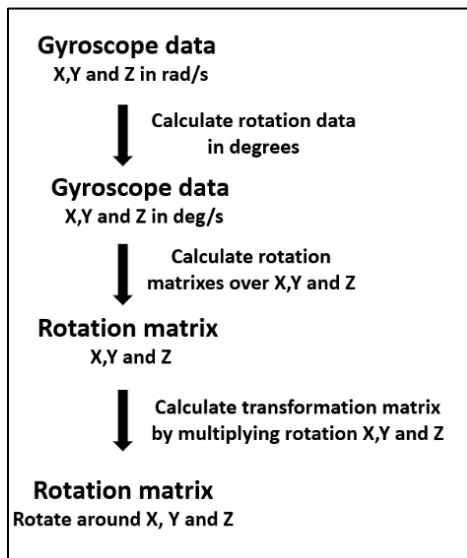 Gyroscope data
X,Y and Z in rad/s
Calculate rotation data
in degrees
Gyroscope data
X,Y and Z in deg/s
Calculate rotation
matrixes over X,Y and Z
Rotation matrix
X,Y and Z
Calculate transformation matrix
by multiplying rotation X,Y and Z
Rotation matrix
Rotate around X, Y and Z